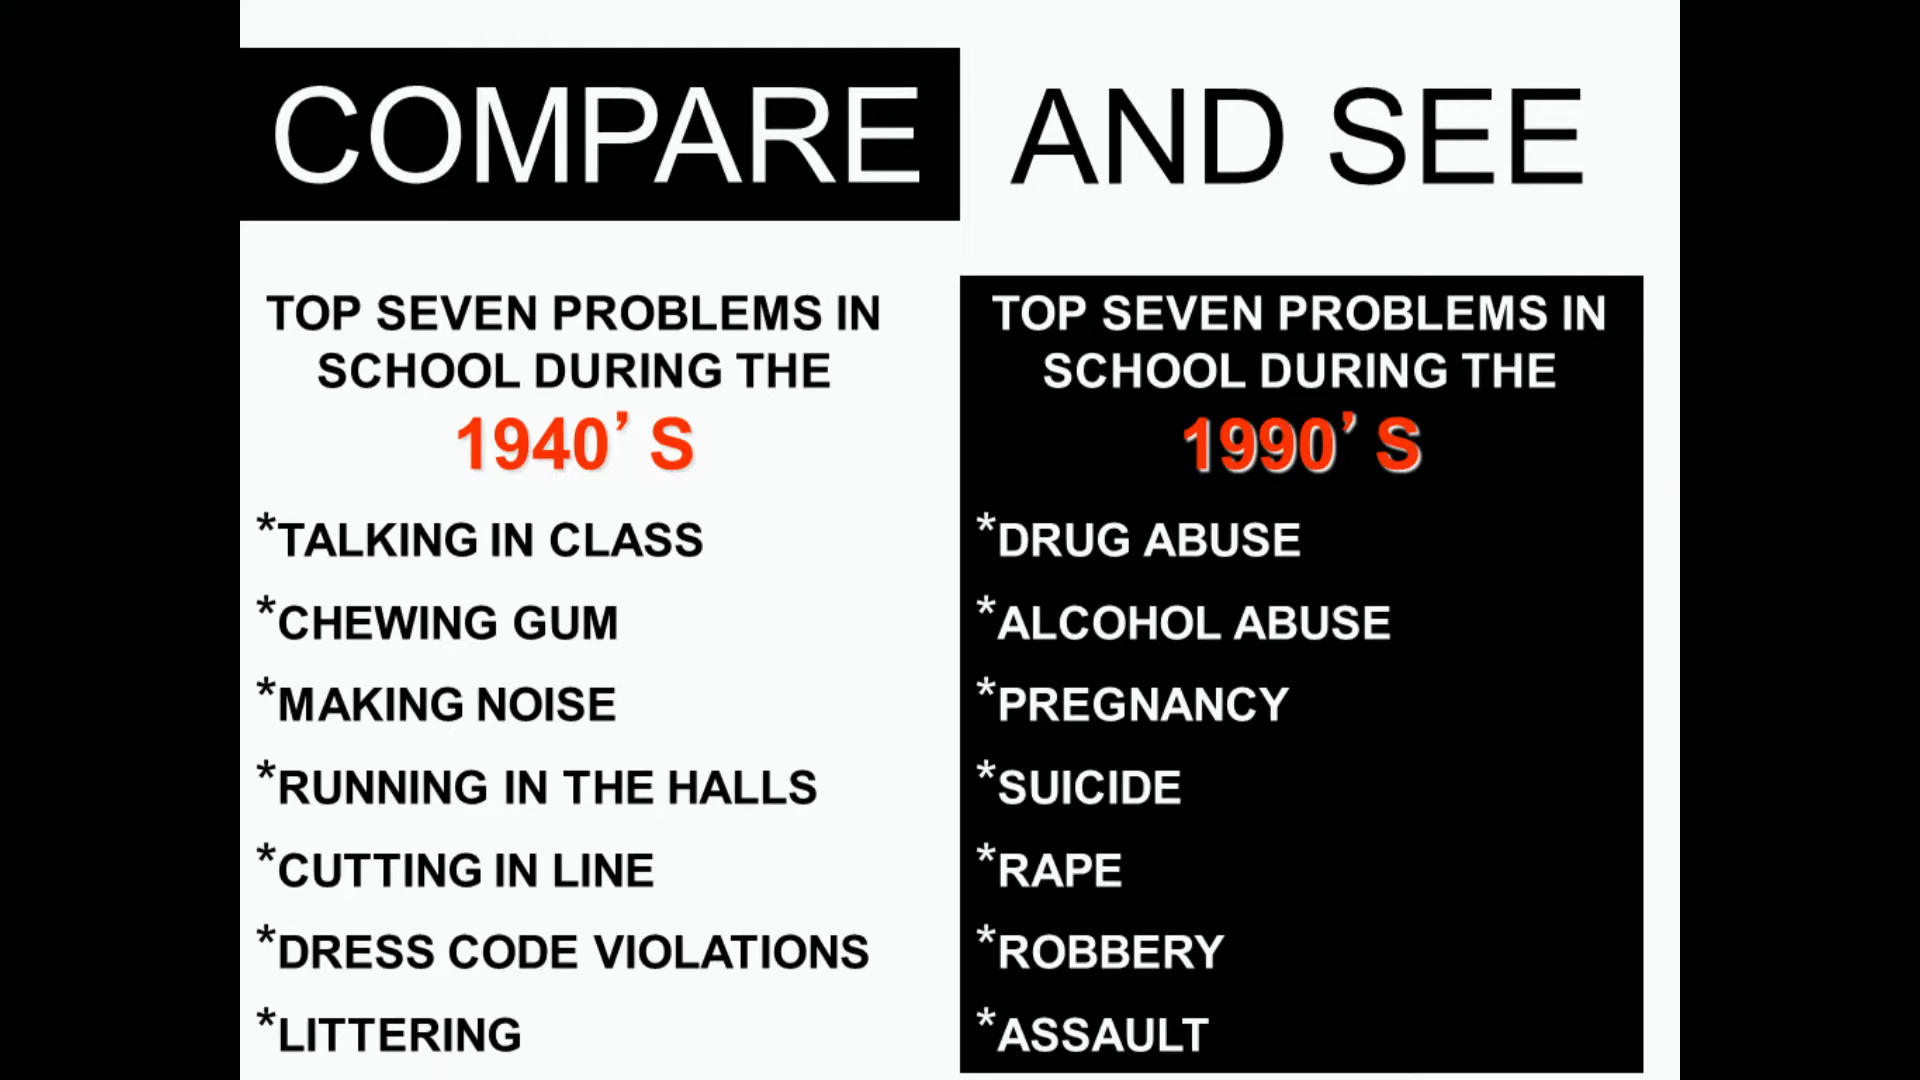 COMPARE AND SEE
TOP SEVEN PROBLEMS IN
SCHOOL DURING THE
1940’S
*TALKING IN CLASS
*CHEWING GUM
*MAKING NOISE
*RUNNING IN THE HALLS
*CUTTING IN LINE
*DRESS CODE VIOLATIONS
*LITTERING
TOP SEVEN PROBLEMS IN
SCHOOL DURING THE
1990’S
*DRUG ABUSE
*ALCOHOL ABUSE
*PREGNANCY
*SUICIDE
*RAPE
*ROBBERY
*ASSAULT